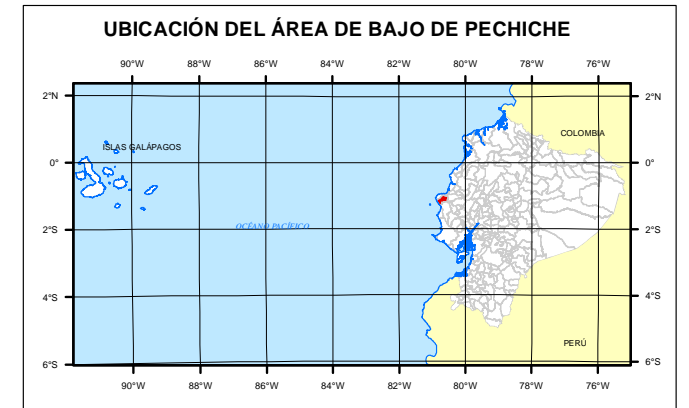 UBICACIÓN DEL ÁREA DE BAJO DE PECHICHE
90°W 88°W 86°W 84°W 82°W 80°W 78°W 76°W
2°N 2°N
COLOMBIA
ISLAS GALÁPAGOS
0° 0°
OCÉANO PACÍFICO
2°S 2°S
4°S 4°S
PERÚ
6°S 6°S
90°W 88°W 86°W 84°W 82°W 80°W 78°W 76°W